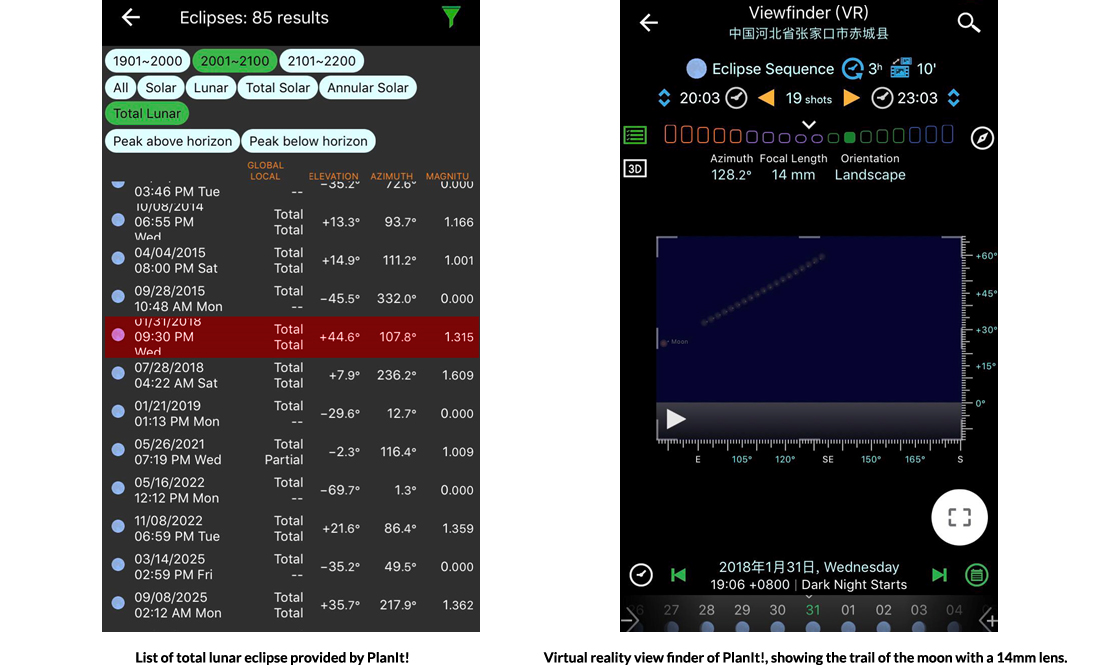 Eclipses: 85 results
1901~2000 2001~2100 2101~2200
All Solar Lunar Total Solar Annular Solar
Total Lunar
Peak above horizon Peak below horizon
GLOBAL
LOCAL ELEVATION AZIMUTH MAGNITU
−35.2° 72.6° 0.000
03:46 PM Tue --
10/08/2014 Total
06:55 PM +13.3° 93.7° 1.166
Wed Total
04/04/2015 Total
+14.9° 111.2° 1.001
08:00 PM Sat Total
09/28/2015 Total
−45.5° 332.0° 0.000
10:48 AM Mon --
01/31/2018 Total
09:30 PM +44.6° 107.8° 1.315
Wed Total
07/28/2018 Total
+7.9° 236.2° 1.609
04:22 AM Sat Total
01/21/2019 Total
−29.6° 12.7° 0.000
01:13 PM Mon --
05/26/2021 Total
−2.3° 116.4° 1.009
07:19 PM Wed Partial
05/16/2022 Total
−69.7° 1.3° 0.000
12:12 PM Mon --
11/08/2022 Total
+21.6° 86.4° 1.359
06:59 PM Tue Total
03/14/2025 Total
−35.2° 49.5° 0.000
02:59 PM Fri --
09/08/2025 Total
+35.7° 217.9° 1.362
02:12 AM Mon Total
List of total lunar eclipse provided by PlanIt!
Viewfinder (VR)
中国河北省张家口市赤城县
Eclipse Sequence 3h 10'
20:03 19 shots 23:03
Azimuth Focal Length Orientation
128.2° 14 mm Landscape
3D
+60°
+45°
+30°
Moon
+15°
0°
E 105° 120° SE 150° 165° S
2018年1月31日, Wednesday
19:06 +0800 | Dark Night Starts
27 28 29 30 31 01 02 03 04
Virtual reality view finder of PlanIt!, showing the trail of the moon with a 14mm lens.